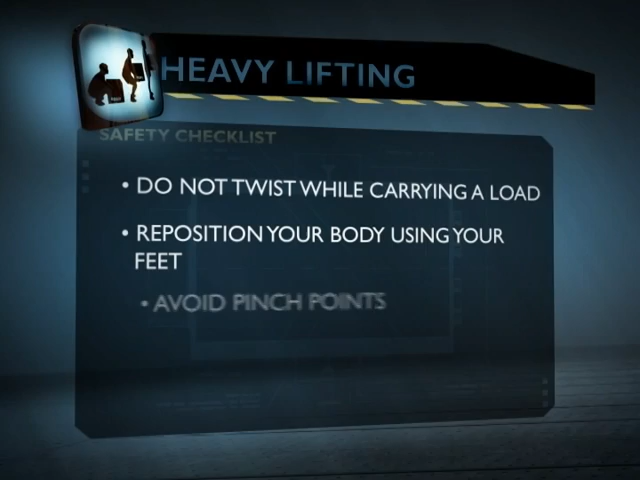 HEAVY LIFTING
SAFETY CHECKLIST
• DO NOT TWIST WHILE CARRYING A LOAD
• REPOSITION YOUR BODY USING YOUR
FEET
• AVOID PINCH POINTS